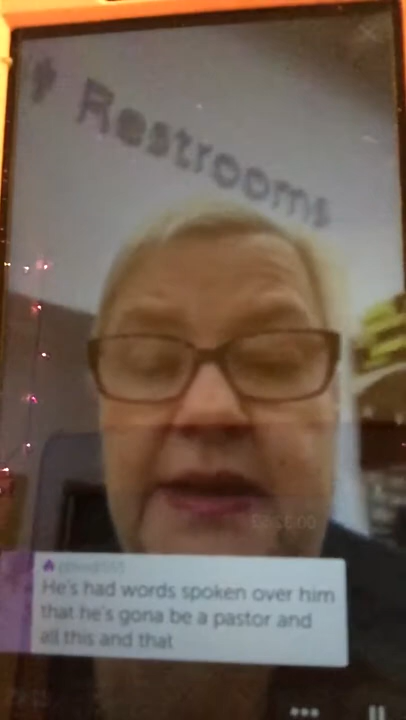 Restrooms
He's had words spoken over him
that he's gona be a pastor and
all this and that